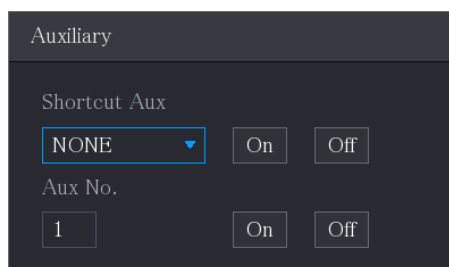 Auxiliary
Shortcut Aux
NONE On Off
Aux No.
1 On Off